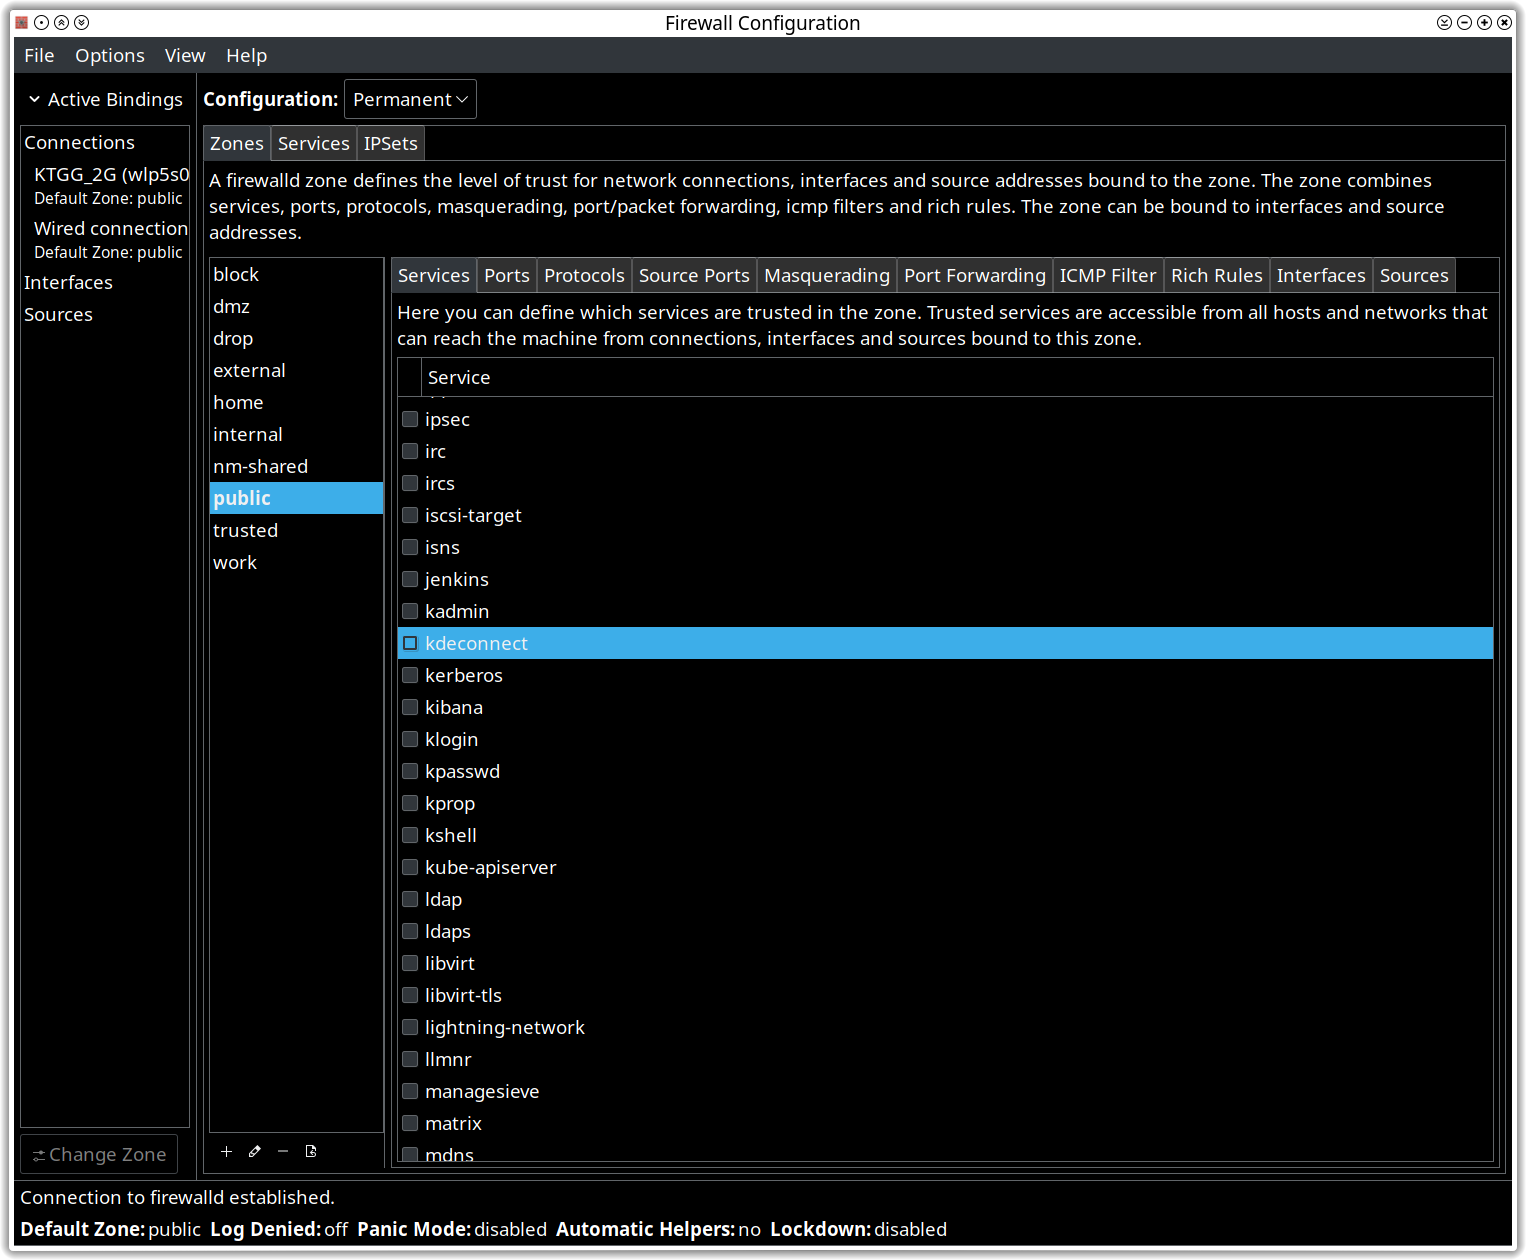 Firewall Configuration
File Options View Help
Active Bindings
Connections
KTGG_2G (wlp5s0
Default Zone: public
Wired connection
Default Zone: public
Interfaces
Sources
Change Zone
Configuration: Permanent
Zones Services IPSets
A firewalld zone defines the level of trust for network connections, interfaces and source addresses bound to the zone. The zone combines
services, ports, protocols, masquerading, port/packet forwarding, icmp filters and rich rules. The zone can be bound to interfaces and source
addresses.
block
dmz
drop
external
home
internal
nm-shared
public
trusted
work
Services Ports Protocols Source Ports Masquerading Port Forwarding ICMP Filter Rich Rules Interfaces Sources
Here you can define which services are trusted in the zone. Trusted services are accessible from all hosts and networks that
can reach the machine from connections, interfaces and sources bound to this zone.
Service
ipsec
irc
ircs
iscsi-target
isns
jenkins
kadmin
kdeconnect
kerberos
kibana
klogin
kpasswd
kprop
kshell
kube-apiserver
ldap
ldaps
libvirt
libvirt-tls
lightning-network
llmnr
managesieve
matrix
mdns
Connection to firewalld established.
Default Zone: public Log Denied: off Panic Mode: disabled Automatic Helpers: no Lockdown: disabled